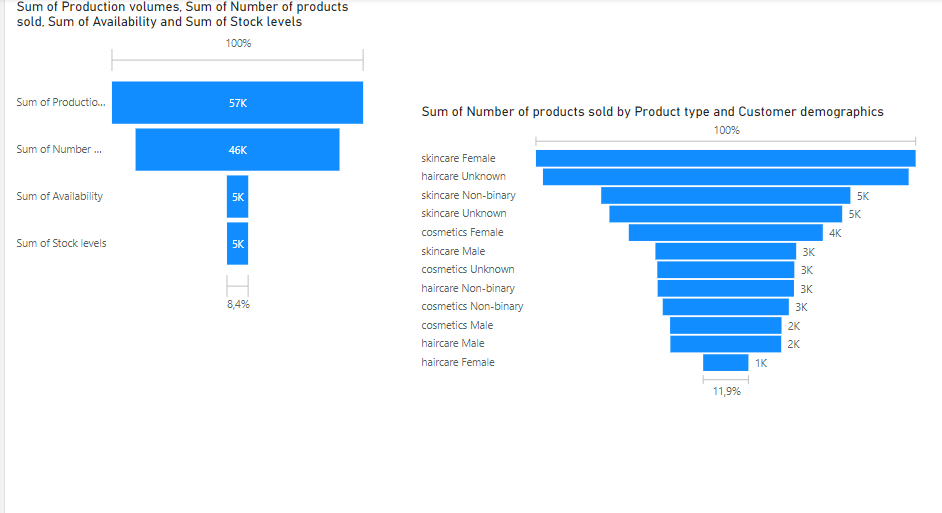 Sum of Production volumes, Sum of Number of products
sold, Sum of Availability and Sum of Stock levels
100%
Sum of Productio...
57K
Sum of Number ...
46K
Sum of Availability
5K
Sum of Stock levels
5K
8,4%
Sum of Number of products sold by Product type and Customer demographics
100%
skincare Female
haircare Unknown
skincare Non-binary
5K
skincare Unknown
5K
cosmetics Female
4K
skincare Male
3K
cosmetics Unknown
3K
haircare Non-binary
3K
cosmetics Non-binary
3K
cosmetics Male
2K
haircare Male
2K
haircare Female
1K
11,9%